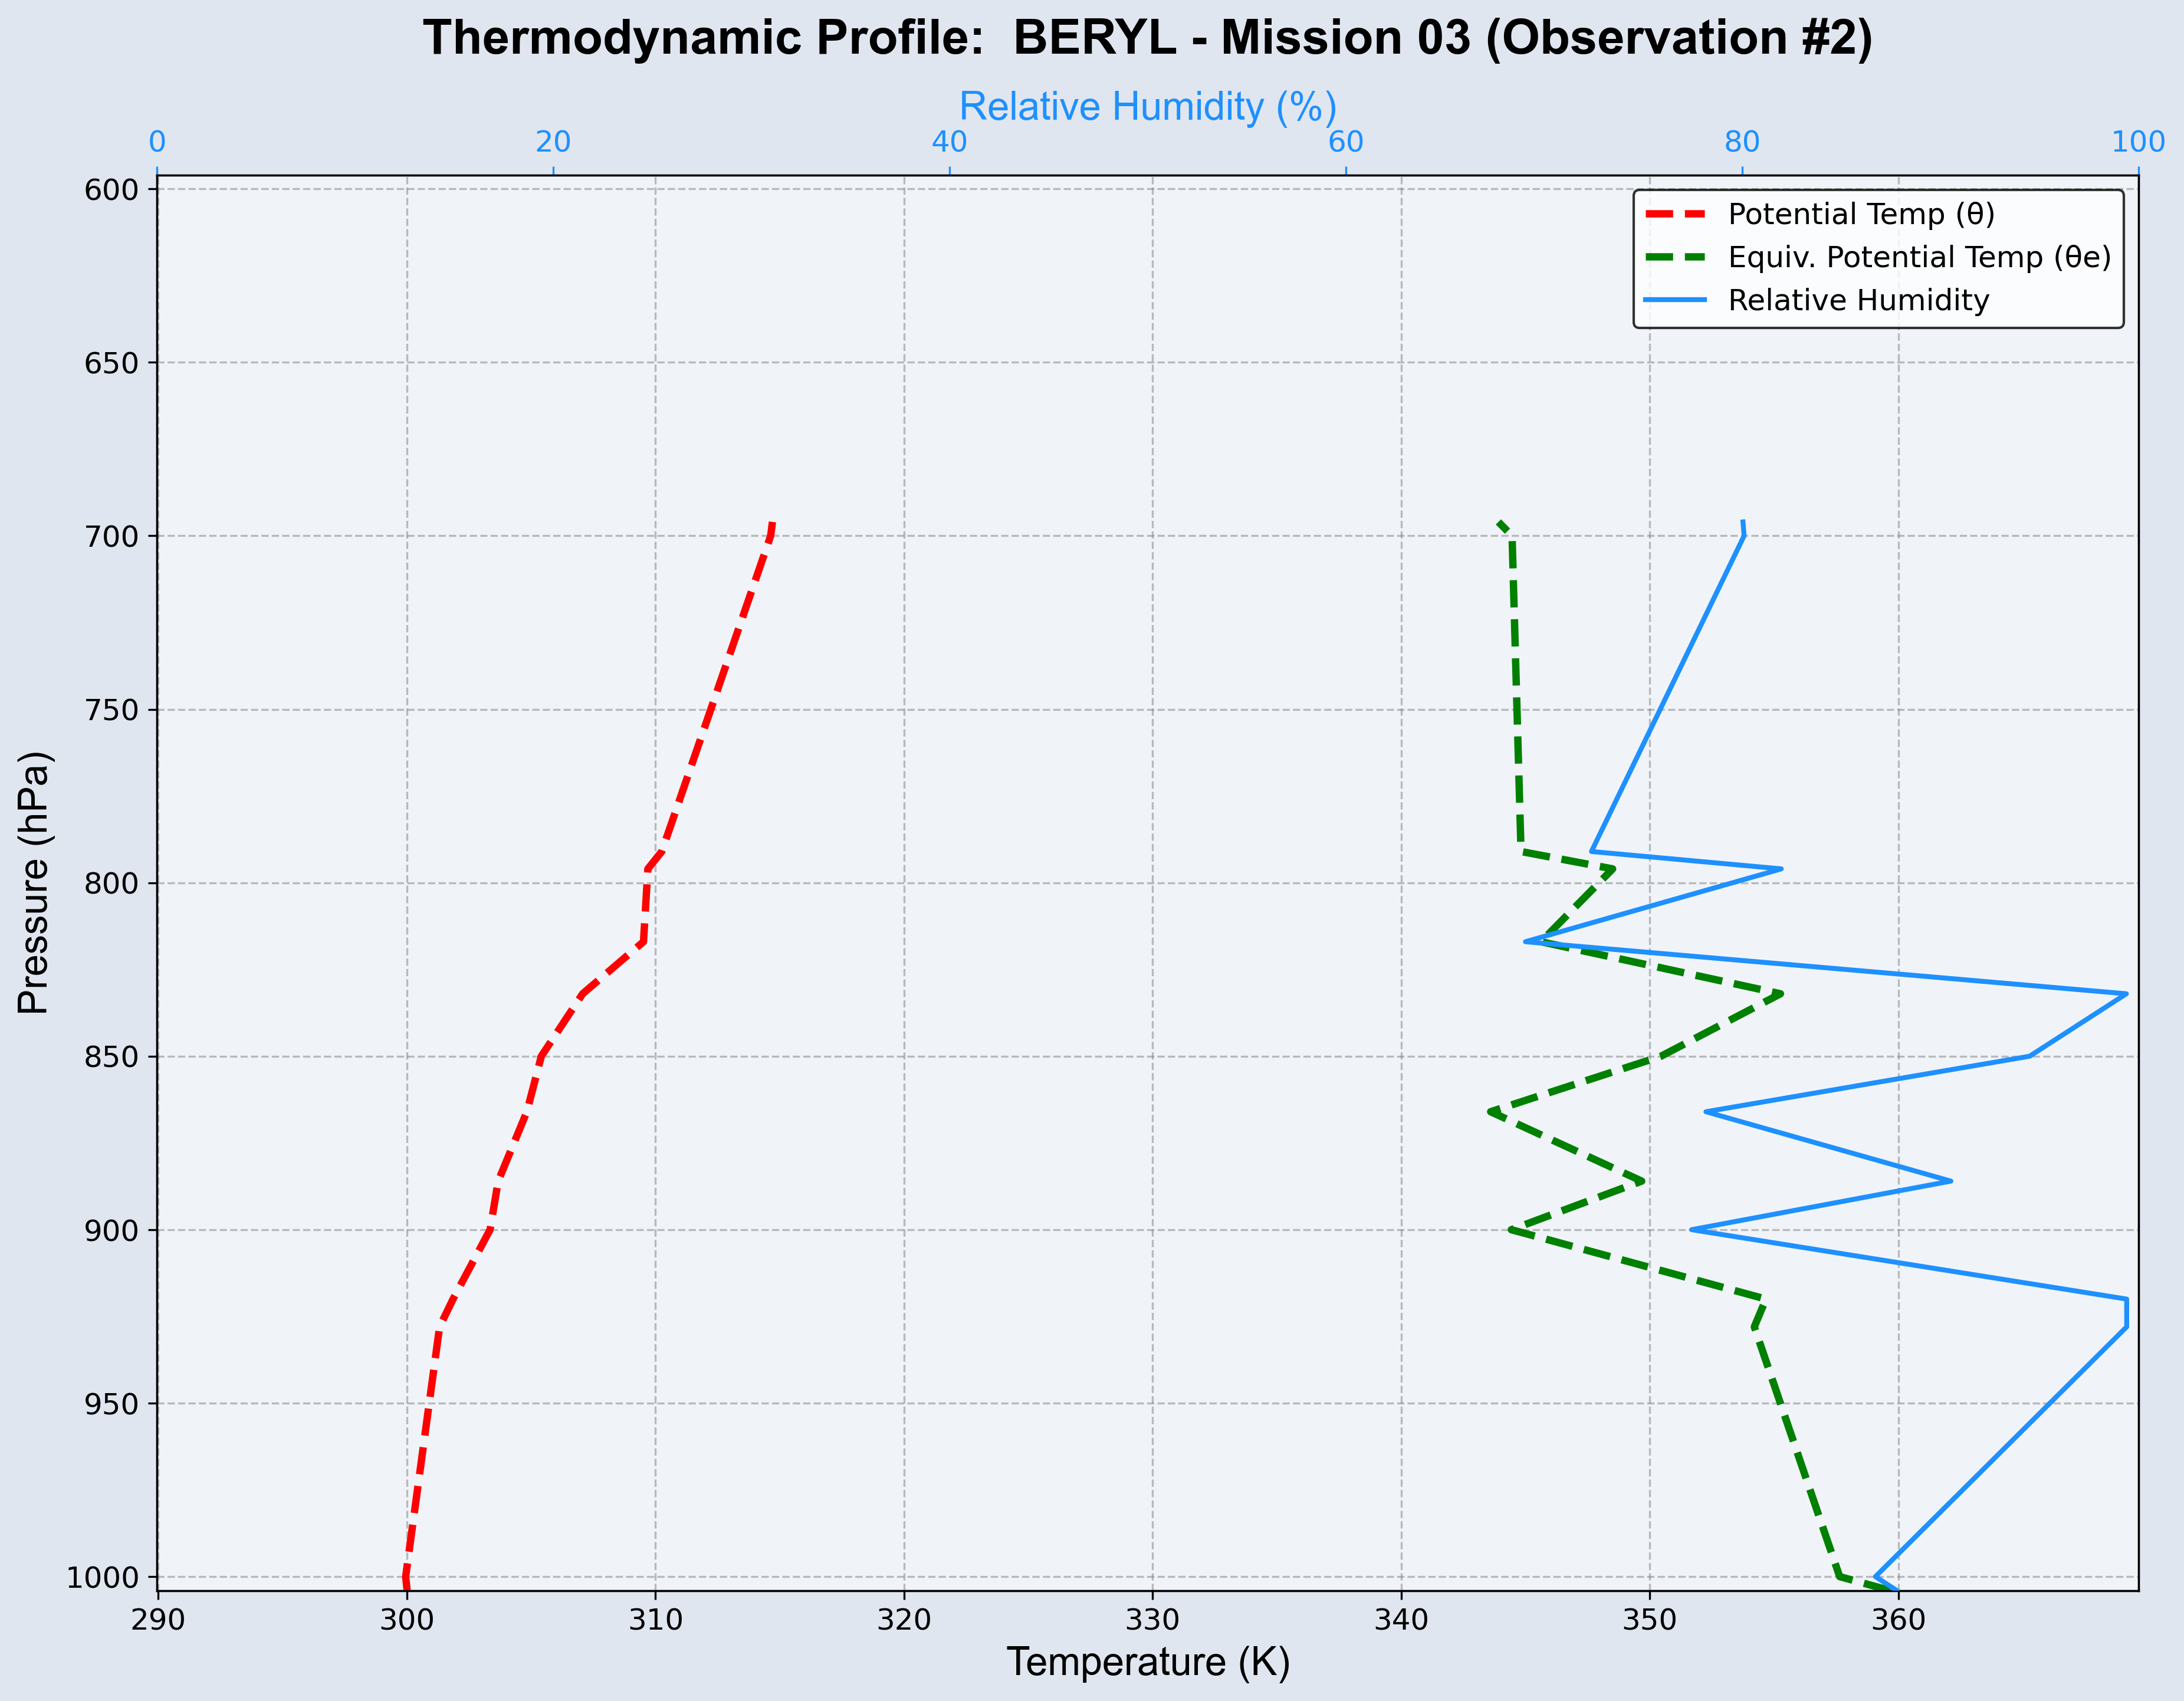 Thermodynamic Profile:  BERYL - Mission 03 (Observation #2)
Relative Humidity (%)
0 20 40 60 80 100
Potential Temp (θ)
Equiv. Potential Temp (θe)
Relative Humidity
600
650
700
750
800
850
900
950
1000
Pressure (hPa)
290 300 310 320 330 340 350 360
Temperature (K)